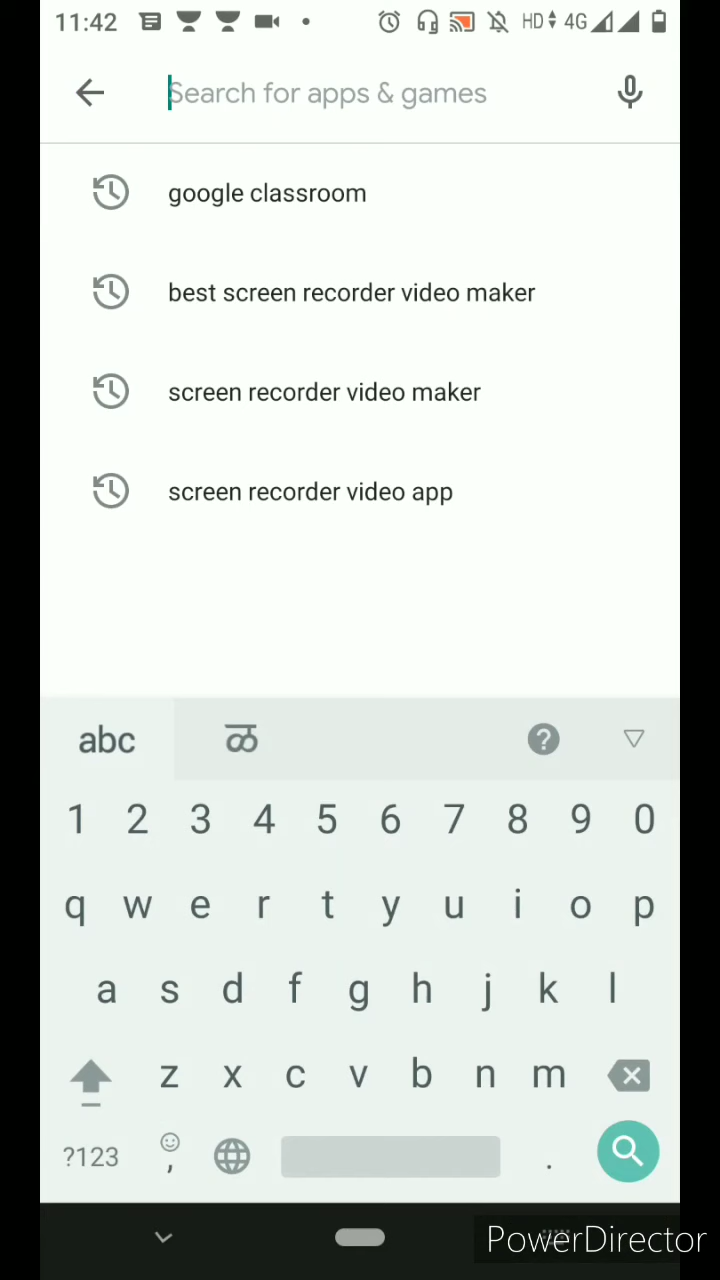 11:42 HD 4G
Search for apps & games
google classroom
best screen recorder video maker
screen recorder video maker
screen recorder video app
abc ळ ?
1 2 3 4 5 6 7 8 9 0
q w e r t y u i o p
a s d f g h j k l
z x c v b n m
?123 , .
PowerDirector